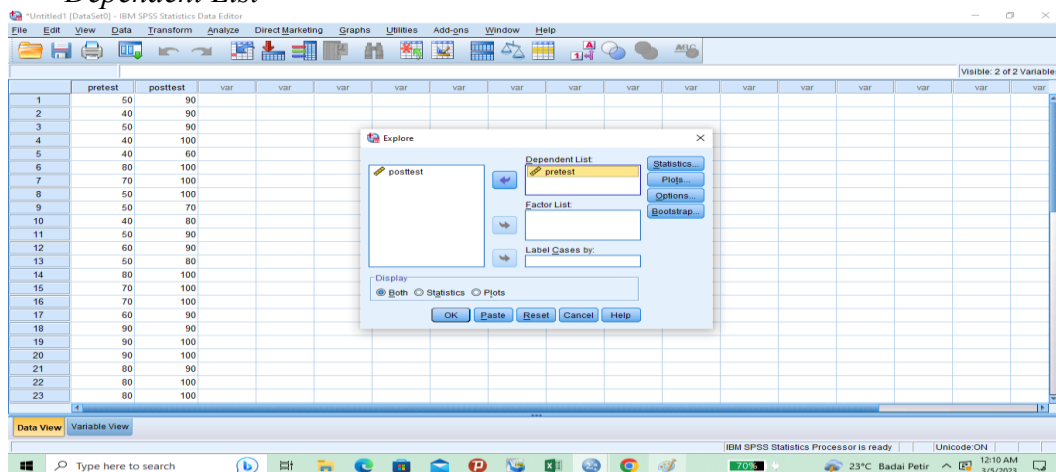 Dependent List
*Untitled1 [DataSet0] - IBM SPSS Statistics Data Editor
File Edit View Data Transform Analyze Direct Marketing Graphs Utilities Add-ons Window Help
Visible: 2 of 2 Variable
pretest posttest var var var var var var var var var var var var
1 50 90
2 40 90
3 50 90
4 40 100
5 40 60
6 80 100
7 70 100
8 50 100
9 50 70
10 40 80
11 50 90
12 60 90
13 50 80
14 80 100
15 70 100
16 70 100
17 60 90
18 90 90
19 90 100
20 90 100
21 80 90
22 80 100
23 80 100
Explore
posttest
Dependent List:
pretest
Factor List:
Label Cases by:
Statistics...
Plots...
Options...
Bootstrap...
Display
Both Statistics Plots
OK Paste Reset Cancel Help
Data View Variable View
IBM SPSS Statistics Processor is ready Unicode:ON
Type here to search 70% 23°C Badai Petir 12:10 AM
3/5/2023